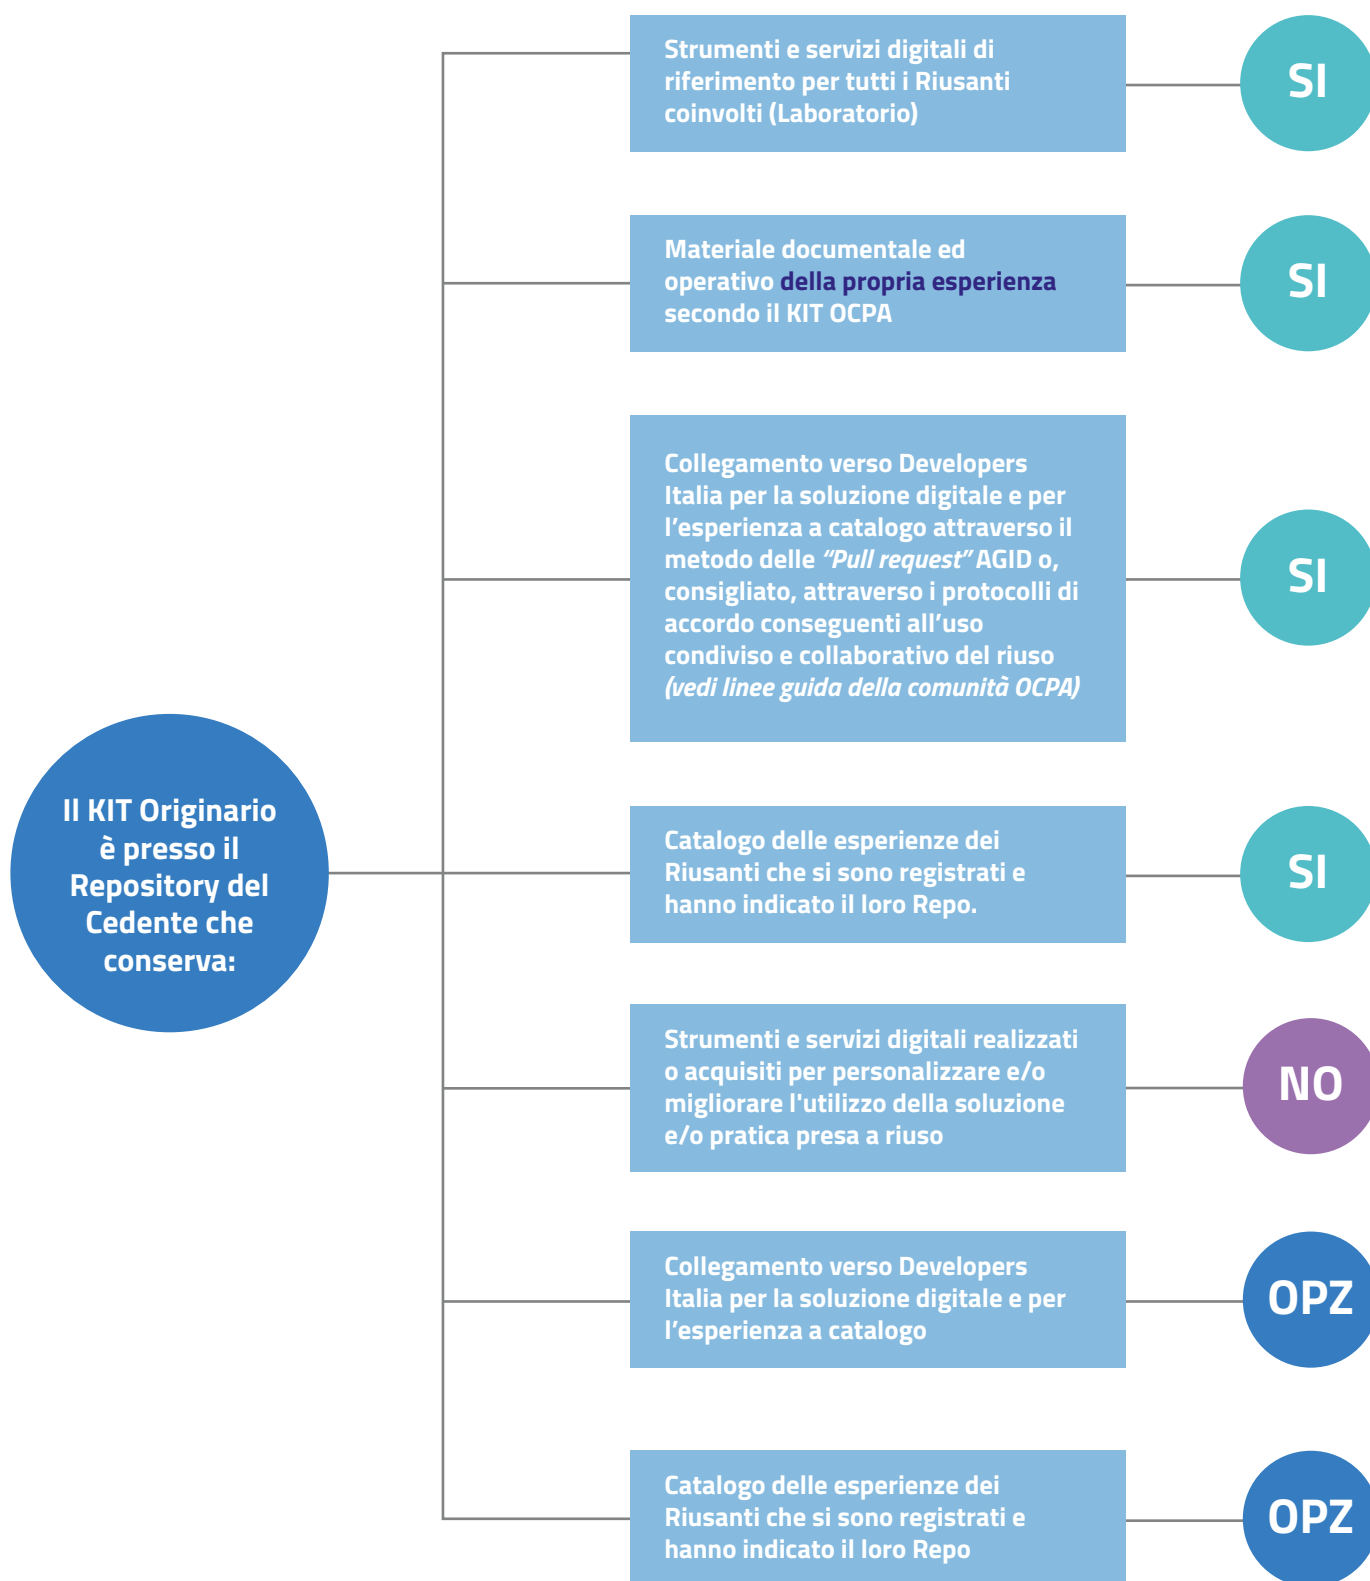 Strumenti e servizi digitali di
riferimento per tutti i Riusanti
coinvolti (Laboratorio)
SI
Materiale documentale ed
operativo della propria esperienza
secondo il KIT OCPA
SI
Collegamento verso Developers
Italia per la soluzione digitale e per
l’esperienza a catalogo attraverso il
metodo delle “Pull request” AGID o,
consigliato, attraverso i protocolli di
accordo conseguenti all’uso
condiviso e collaborativo del riuso
(vedi linee guida della comunità OCPA)
SI
Il KIT Originario
è presso il
Repository del
Cedente che
conserva:
Catalogo delle esperienze dei
Riusanti che si sono registrati e
hanno indicato il loro Repo.
SI
Strumenti e servizi digitali realizzati
o acquisiti per personalizzare e/o
migliorare l'utilizzo della soluzione
e/o pratica presa a riuso
NO
Collegamento verso Developers
Italia per la soluzione digitale e per
l’esperienza a catalogo
OPZ
Catalogo delle esperienze dei
Riusanti che si sono registrati e
hanno indicato il loro Repo
OPZ